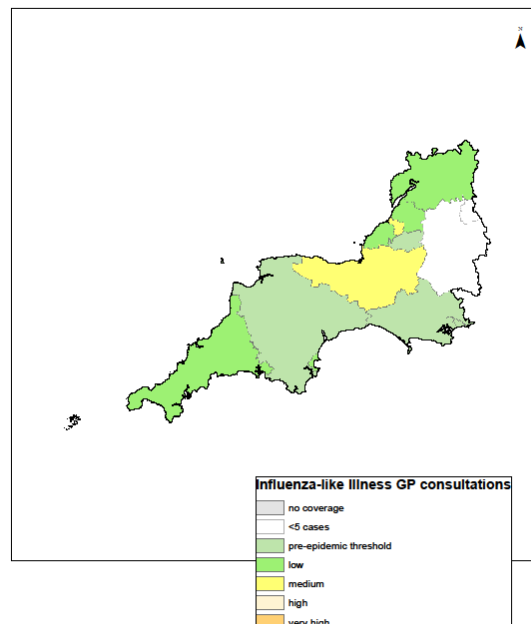 N
Influenza-like Illness GP consultations
no coverage
<5 cases
pre-epidemic threshold
low
medium
high
very high